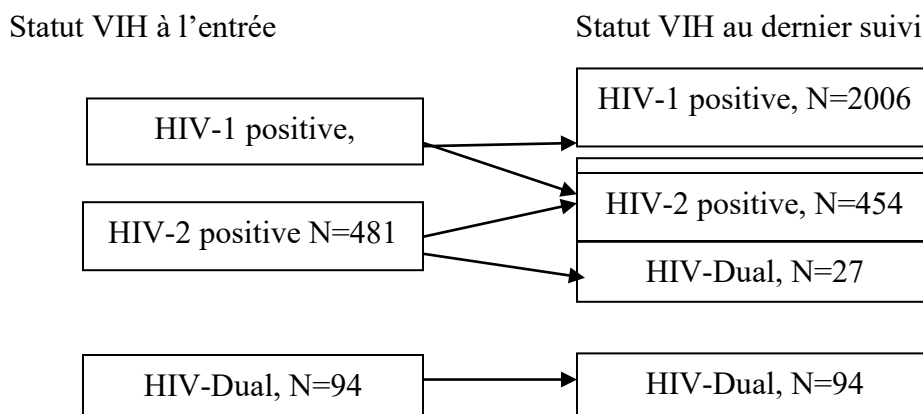 Statut VIH à l’entrée
Statut VIH au dernier suivi
HIV-1 positive,
HIV-1 positive, N=2006
HIV-2 positive N=481
HIV-2 positive, N=454
HIV-Dual, N=27
HIV-Dual, N=94
HIV-Dual, N=94